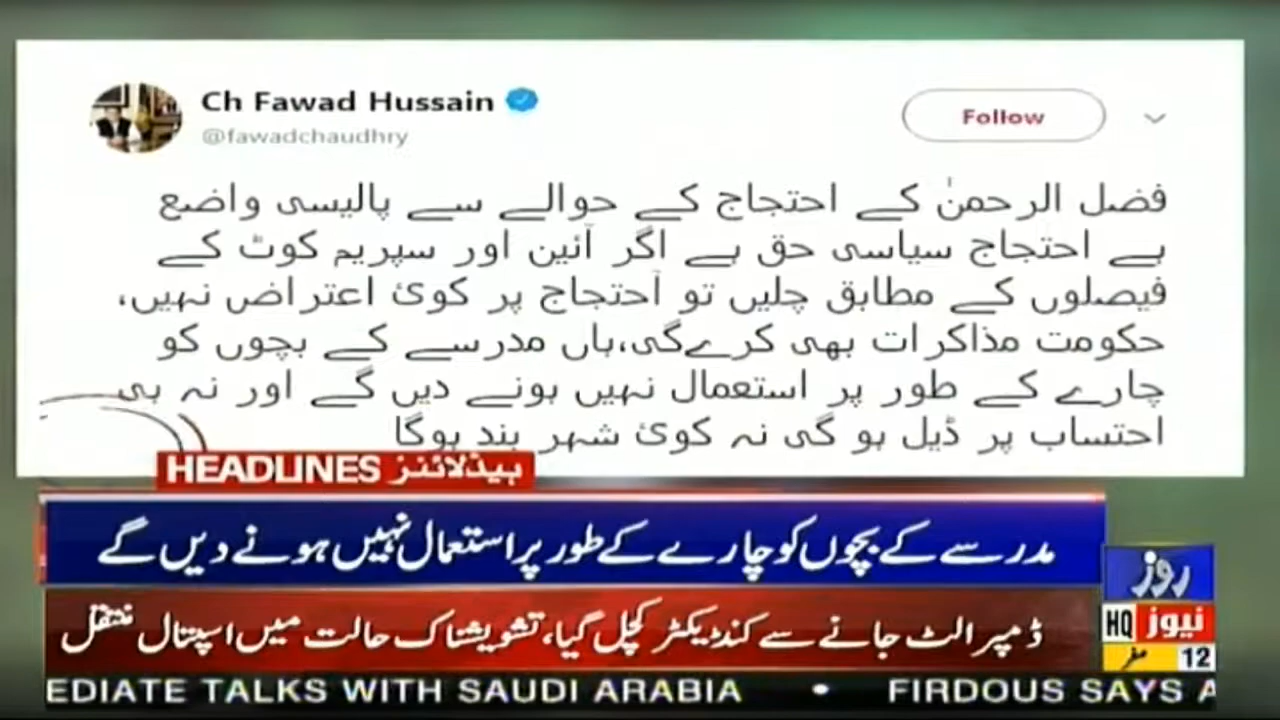 Ch Fawad Hussain
@fawadchaudhry
Follow
فضل الرحمنٰ کے احتجاج کے حوالے سے پالیسی واضع
ہے احتجاج سیاسی حق ہے اگر آئین اور سپریم کوٹ کے
فیصلوں کے مطابق چلیں تو احتجاج پر کوئ اعتراض نہیں،
حکومت مذاکرات بھی کرےگی،ہاں مدرسے کے بچوں کو
چارے کے طور پر استعمال نہیں ہونے دیں گے اور نہ ہی
احتساب پر ڈیل ہو گی نہ کوئ شہر بند ہوگا
HEADLINES ہیڈلائنز
مدرسے کے بچوں کو چارے کے طور پر استعمال نہیں ہونے دیں گے
ڈمپر الٹ جانے سے کنڈیکٹر کچل گیا، تشویشناک حالت میں اسپتال منتقل
روز
نیوز HQ
12 صفر
EDIATE TALKS WITH SAUDI ARABIA • FIRDOUS SAYS A